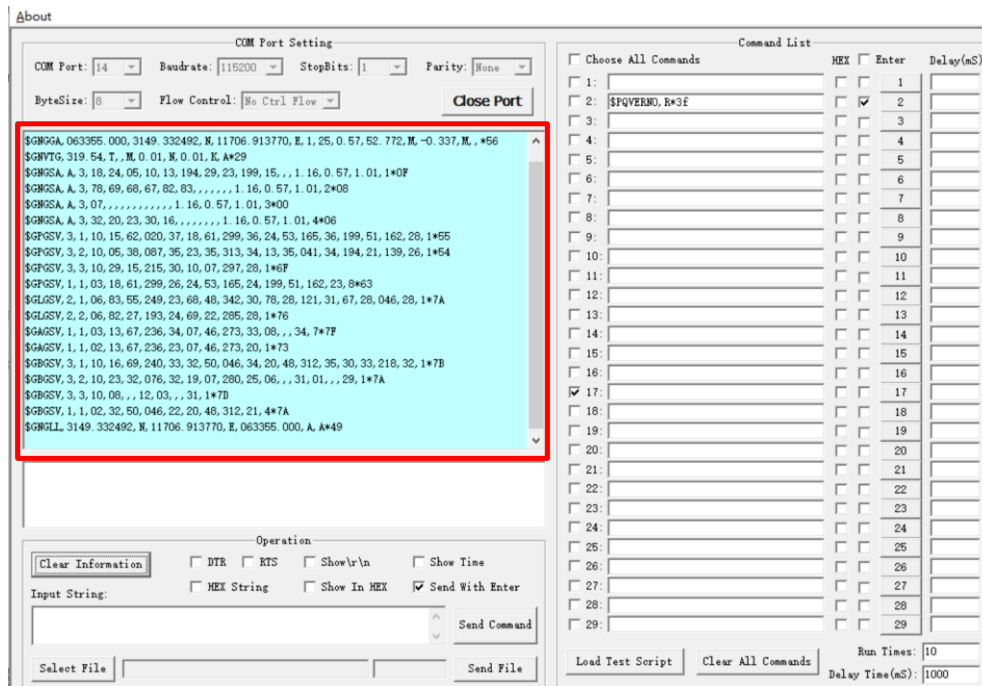 About
COM Port Setting
COM Port: 14 Baudrate: 115200 StopBits: 1 Parity: None
ByteSize: 8 Flow Control: No Ctrl Flow Close Port
$GNGGA,063355.000,3149.332492,N,11706.913770,E,1,25,0.57,52.772,M,-0.337,M,,*56
$GNVTG,319.54,T,,M,0.01,N,0.01,K,A*29
$GNGSA,A,3,18,24,05,10,13,194,29,23,199,15,,,1.16,0.57,1.01,1*0F
$GNGSA,A,3,78,69,68,67,82,83,,,,,,,1.16,0.57,1.01,2*08
$GNGSA,A,3,07,,,,,,,,,,,,1.16,0.57,1.01,3*00
$GNGSA,A,3,32,20,23,30,16,,,,,,,,1.16,0.57,1.01,4*06
$GPGSV,3,1,10,15,62,020,37,18,61,299,36,24,53,165,36,199,51,162,28,1*55
$GPGSV,3,2,10,05,38,087,35,23,35,313,34,13,35,041,34,194,21,139,26,1*54
$GPGSV,3,3,10,29,15,215,30,10,07,297,28,1*6F
$GPGSV,1,1,03,18,61,299,26,24,53,165,24,199,51,162,23,8*63
$GLGSV,2,1,06,83,55,249,23,68,48,342,30,78,28,121,31,67,28,046,28,1*7A
$GLGSV,2,2,06,82,27,193,24,69,22,285,28,1*76
$GAGSV,1,1,03,13,67,236,34,07,46,273,33,08,,,34,7*7F
$GAGSV,1,1,02,13,67,236,23,07,46,273,20,1*73
$GBGSV,3,1,10,16,69,240,33,32,50,046,34,20,48,312,35,30,33,218,32,1*7B
$GBGSV,3,2,10,23,32,076,32,19,07,280,25,06,,,31,01,,,29,1*7A
$GBGSV,3,3,10,08,,,12,03,,,31,1*7D
$GBGSV,1,1,02,32,50,046,22,20,48,312,21,4*7A
$GNGLL,3149.332492,N,11706.913770,E,063355.000,A,A*49
Operation
Clear Information DTR RTS Show\r\n Show Time
HEX String Show In HEX Send With Enter
Input String:
Send Command
Select File Send File
Command List
Choose All Commands HEX Enter Delay(mS)
1: 1
2: $PQVERNO,R*3f 2
3: 3
4: 4
5: 5
6: 6
7: 7
8: 8
9: 9
10: 10
11: 11
12: 12
13: 13
14: 14
15: 15
16: 16
17: 17
18: 18
19: 19
20: 20
21: 21
22: 22
23: 23
24: 24
25: 25
26: 26
27: 27
28: 28
29: 29
Load Test Script Clear All Commands Run Times: 10
Delay Time(mS): 1000